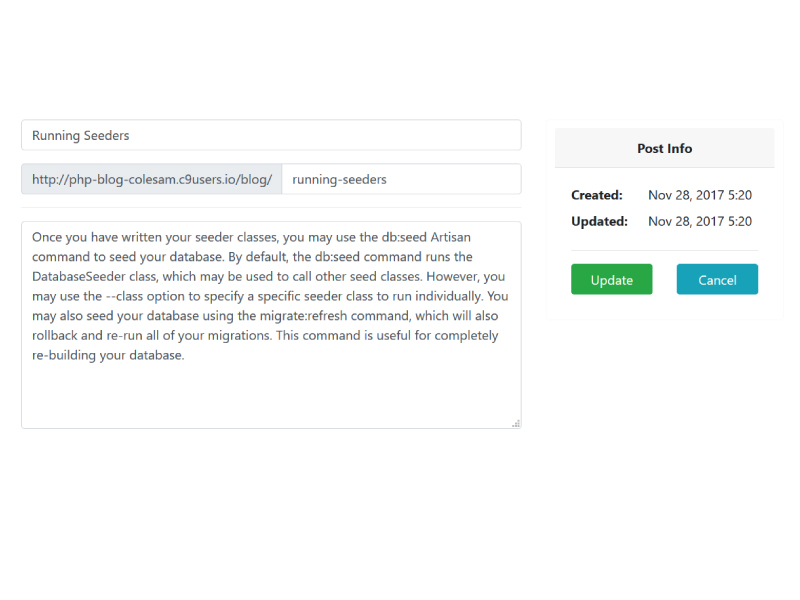 Running Seeders
http://php-blog-colesam.c9users.io/blog/ running-seeders
Once you have written your seeder classes, you may use the db:seed Artisan
command to seed your database. By default, the db:seed command runs the
DatabaseSeeder class, which may be used to call other seed classes. However, you
may use the --class option to specify a specific seeder class to run individually. You
may also seed your database using the migrate:refresh command, which will also
rollback and re-run all of your migrations. This command is useful for completely
re-building your database.
Post Info
Created: Nov 28, 2017 5:20
Updated: Nov 28, 2017 5:20
Update Cancel